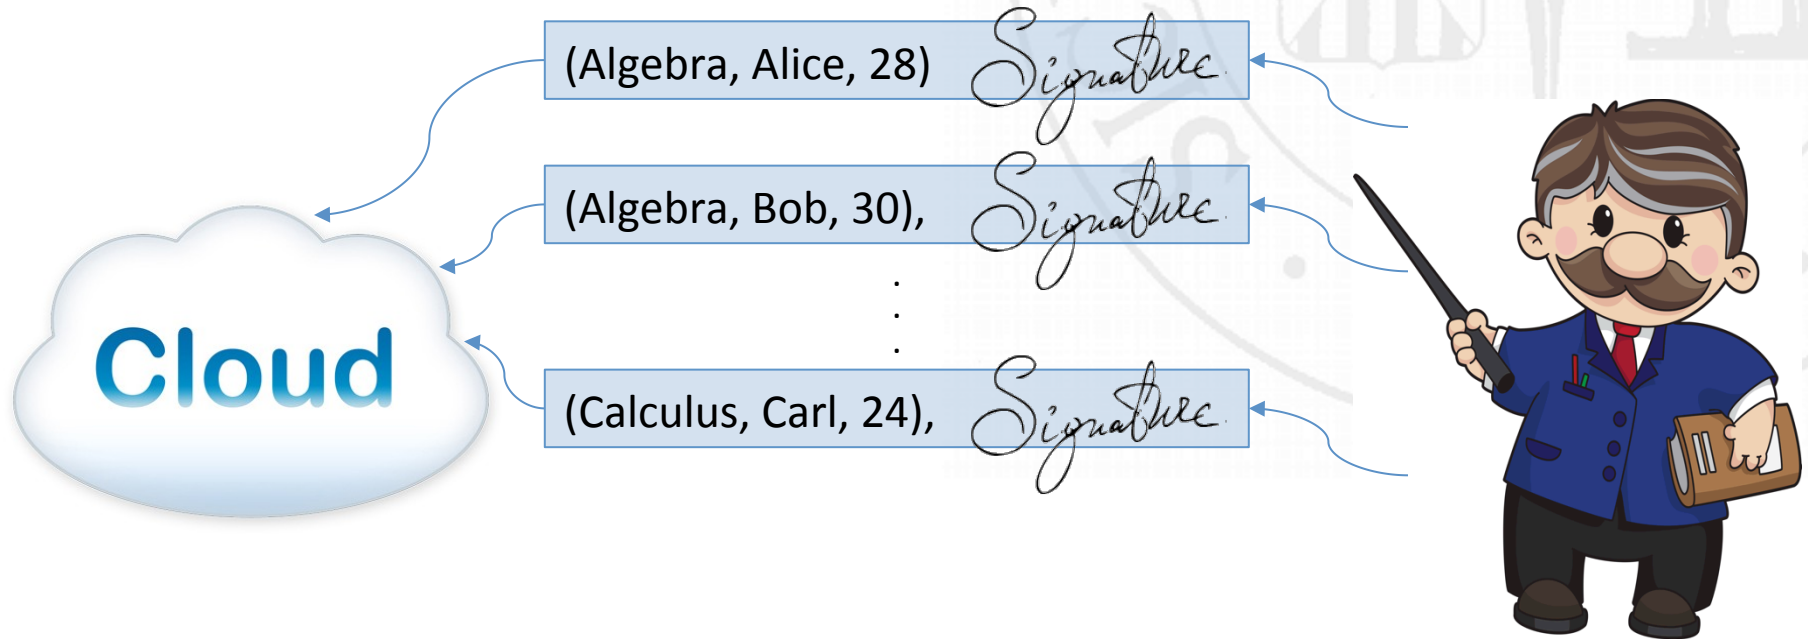 (Algebra, Alice, 28) Signature
(Algebra, Bob, 30), Signature
.
.
.
Cloud
(Calculus, Carl, 24), Signature